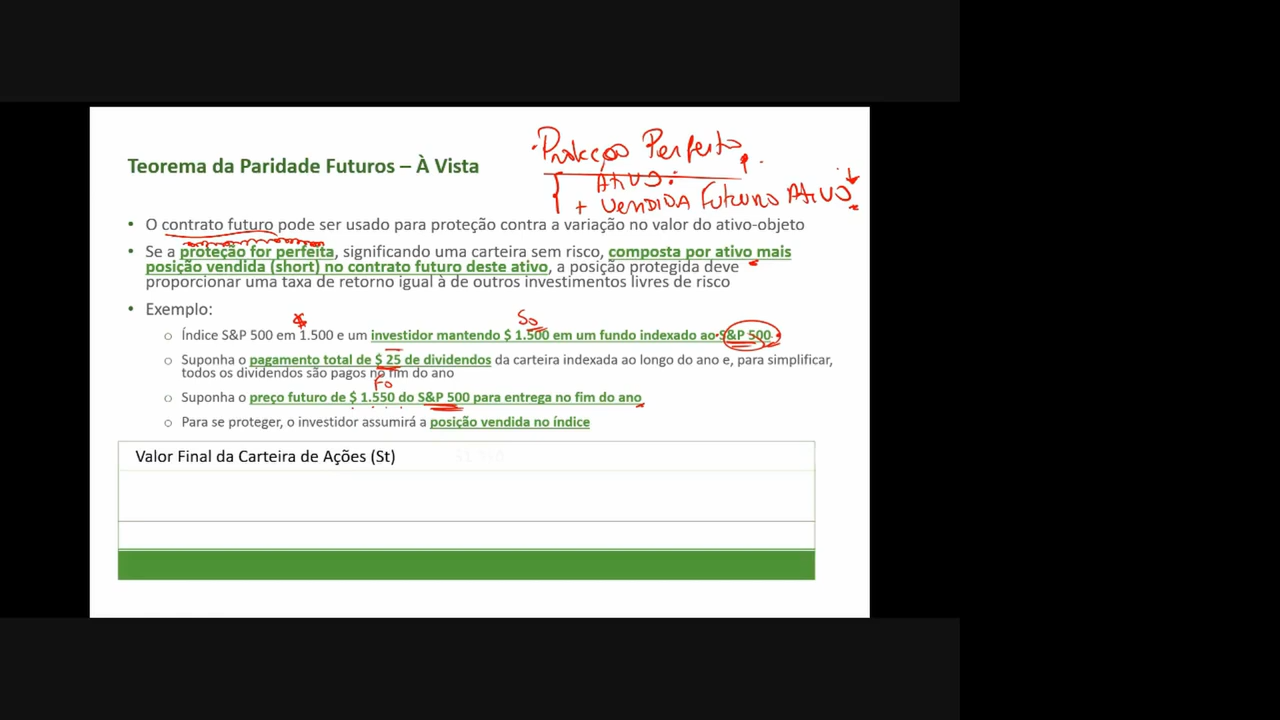 Proteção Perfeita
ATIVO
+ VENDIDA FUTURO ATIVO
Teorema da Paridade Futuros – À Vista
• O contrato futuro pode ser usado para proteção contra a variação no valor do ativo-objeto
• Se a proteção for perfeita, significando uma carteira sem risco, composta por ativo mais
posição vendida (short) no contrato futuro deste ativo, a posição protegida deve
proporcionar uma taxa de retorno igual à de outros investimentos livres de risco
• Exemplo:
$ So
○ Índice S&P 500 em 1.500 e um investidor mantendo $ 1.500 em um fundo indexado ao S&P 500
○ Suponha o pagamento total de $ 25 de dividendos da carteira indexada ao longo do ano e, para simplificar,
todos os dividendos são pagos no fim do ano
Fo
○ Suponha o preço futuro de $ 1.550 do S&P 500 para entrega no fim do ano
○ Para se proteger, o investidor assumirá a posição vendida no índice
Valor Final da Carteira de Ações (St)